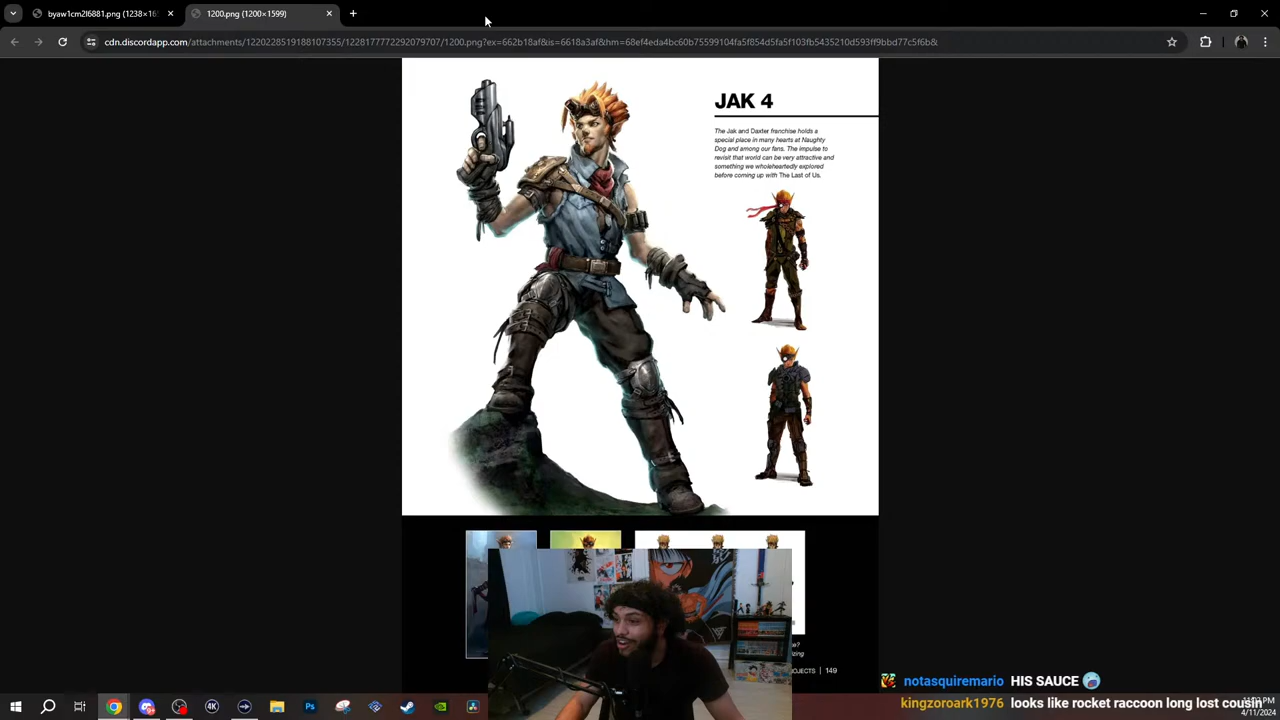 byaw1cm2l6881.png (1238×16
1200.png (1200×1599)
cdn.discordapp.com/attachments/1220228519188107355/1228177772292079707/1200.png?ex=662b18af&is=6618a3af&hm=68ef4eda4bc60b75599104fa5f854d5fa5f103fb5435210d593ff9bbd77c5f6b&
JAK 4
The Jak and Daxter franchise holds a
special place in many hearts at Naughty
Dog and among our fans. The impulse to
revisit that world can be very attractive and
something we wholeheartedly explored
before coming up with The Last of Us.
OJECTS | 149
notasquiremario HIS SAUCE
kingzoroark1976 looks like rocket raccoon long lost cousin
4/11/2024